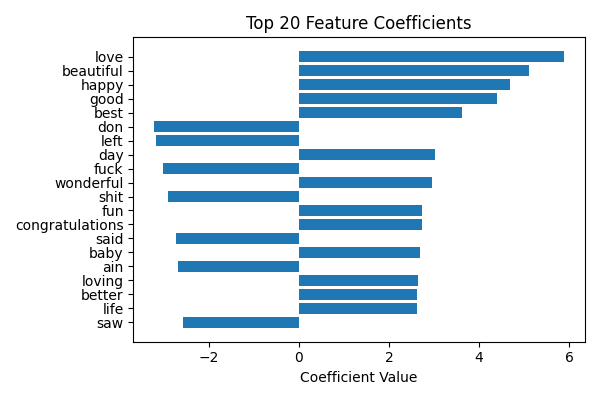 Top 20 Feature Coefficients
love
beautiful
happy
good
best
don
left
day
fuck
wonderful
shit
fun
congratulations
said
baby
ain
loving
better
life
saw
−2 0 2 4 6
Coefficient Value